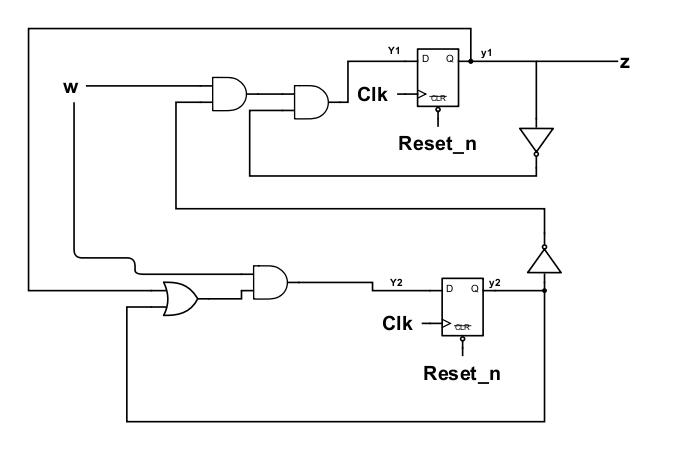 Y1
D Q
y1
z
w
Clk
CLR
Reset_n
Y2
D Q
y2
Clk
CLR
Reset_n